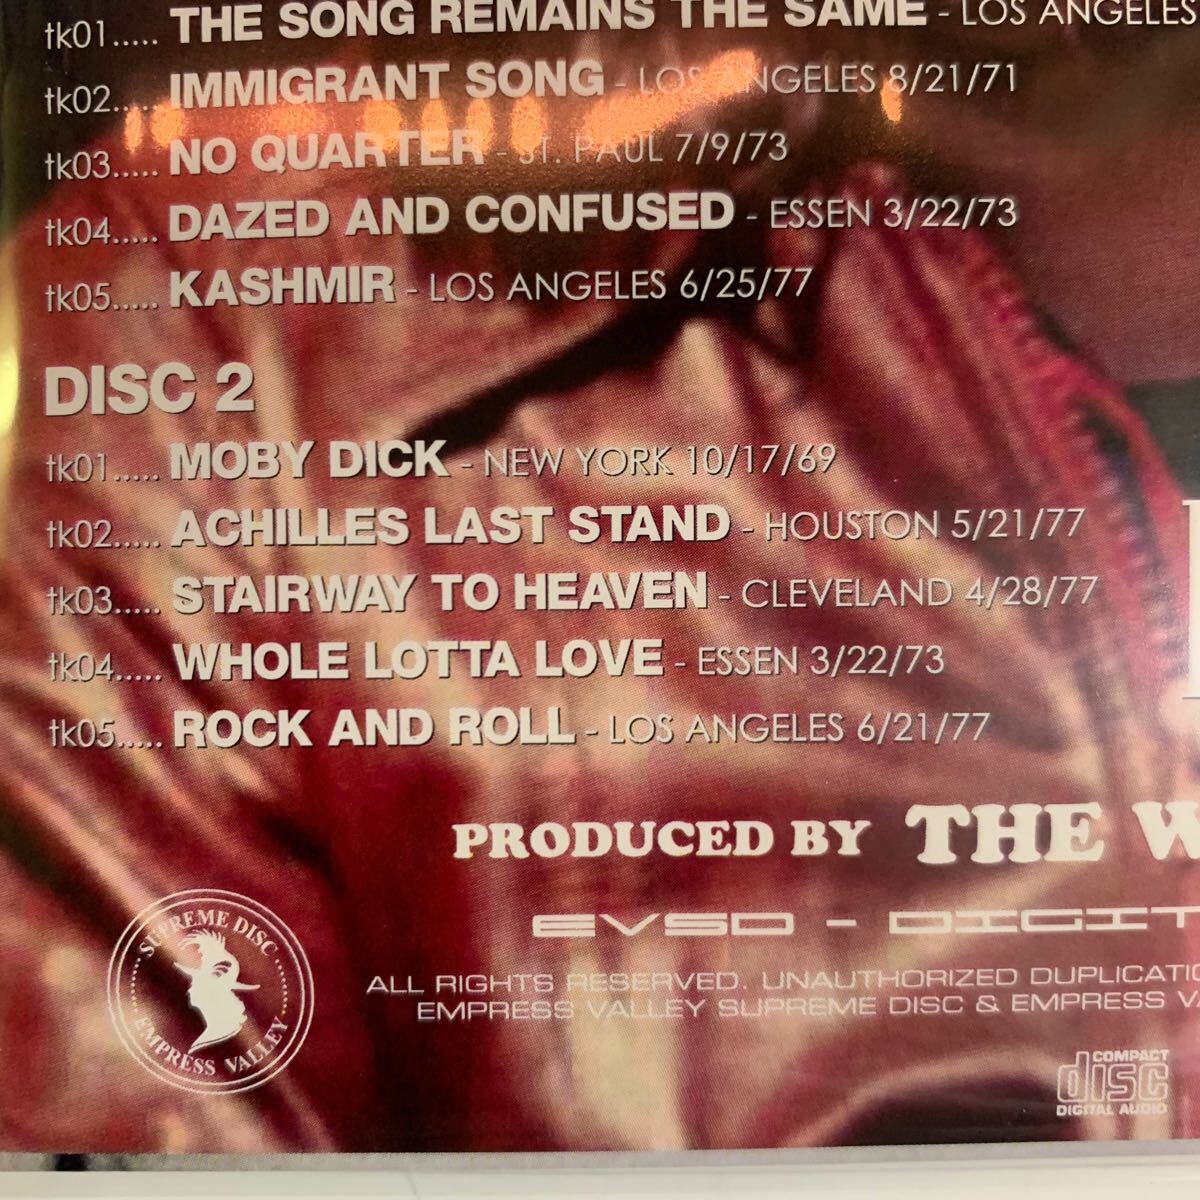 tk01..... THE SONG REMAINS THE SAME - LOS ANGELES
tk02..... IMMIGRANT SONG - LOS ANGELES 8/21/71
tk03..... NO QUARTER - ST. PAUL 7/9/73
tk04..... DAZED AND CONFUSED - ESSEN 3/22/73
tk05..... KASHMIR - LOS ANGELES 6/25/77
DISC 2
tk01..... MOBY DICK - NEW YORK 10/17/69
tk02..... ACHILLES LAST STAND - HOUSTON 5/21/77
tk03..... STAIRWAY TO HEAVEN - CLEVELAND 4/28/77
tk04..... WHOLE LOTTA LOVE - ESSEN 3/22/73
tk05..... ROCK AND ROLL - LOS ANGELES 6/21/77
PRODUCED BY THE W
EVSD - DIGIT
ALL RIGHTS RESERVED. UNAUTHORIZED DUPLICATIO
EMPRESS VALLEY SUPREME DISC & EMPRESS VA
SUPREME DISC
EMPRESS VALLEY
COMPACT
disc
DIGITAL AUDIO